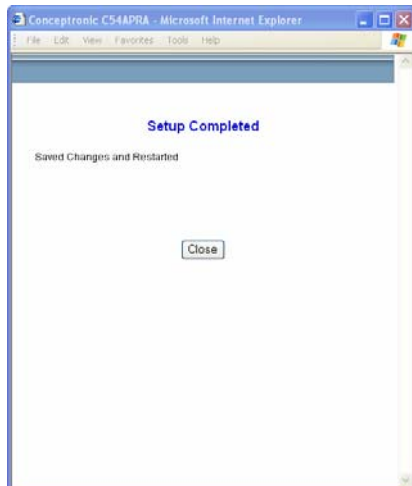 Conceptronic C54APRA - Microsoft Internet Explorer
File Edit View Favorites Tools Help
Setup Completed
Saved Changes and Restarted
Close